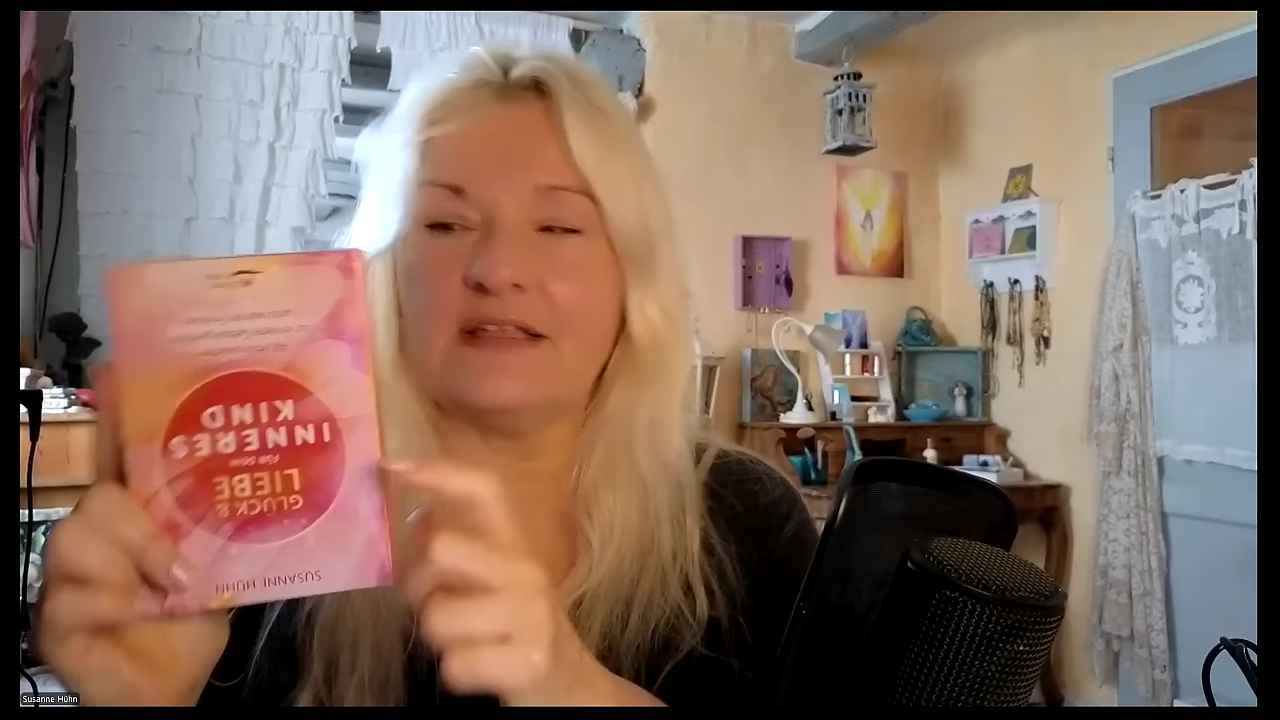 SUSANNE HÜHN
GLÜCK &
LIEBE
FÜR DEIN
INNERES
KIND
Susanne Hühn